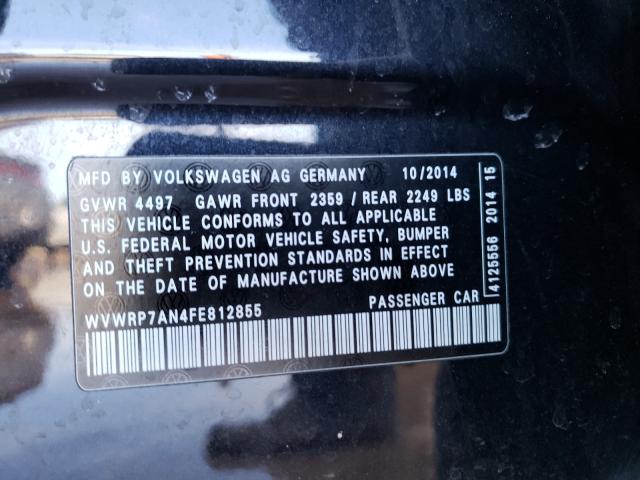 MFD BY VOLKSWAGEN AG GERMANY 10/2014
GVWR 4497 GAWR FRONT 2359 / REAR 2249 LBS
THIS VEHICLE CONFORMS TO ALL APPLICABLE
U.S. FEDERAL MOTOR VEHICLE SAFETY, BUMPER
AND THEFT PREVENTION STANDARDS IN EFFECT
ON THE DATE OF MANUFACTURE SHOWN ABOVE
WVWRP7AN4FE812855 PASSENGER CAR
4125556 2014 15